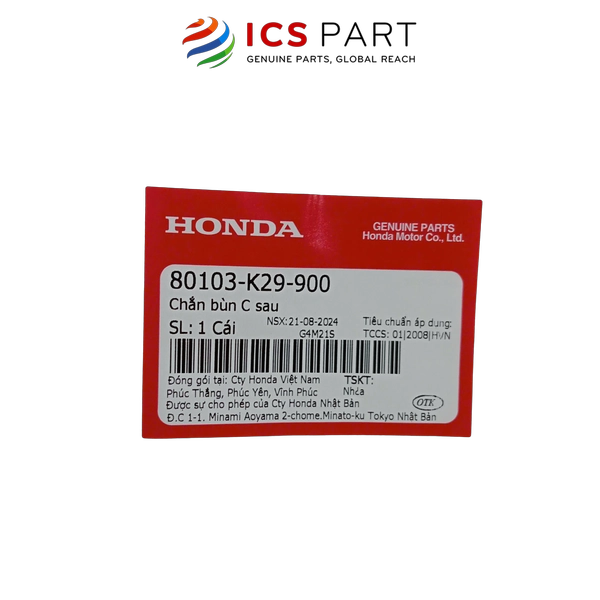 ICS PART
GENUINE PARTS, GLOBAL REACH
HONDA
GENUINE PARTS
Honda Motor Co., Ltd.
80103-K29-900
Chắn bùn C sau
SL: 1 Cái
NSX:21-08-2024
G4M21S
Tiêu chuẩn áp dụng:
TCCS: 01|2008|HVN
Đóng gói tại: Cty Honda Việt Nam
Phúc Thắng, Phúc Yên, Vĩnh Phúc
TSKT:
Nhựa
Được sự cho phép của Cty Honda Nhật Bản
Đ.C 1-1. Minami Aoyama 2-chome.Minato-ku Tokyo Nhật Bản
OTK